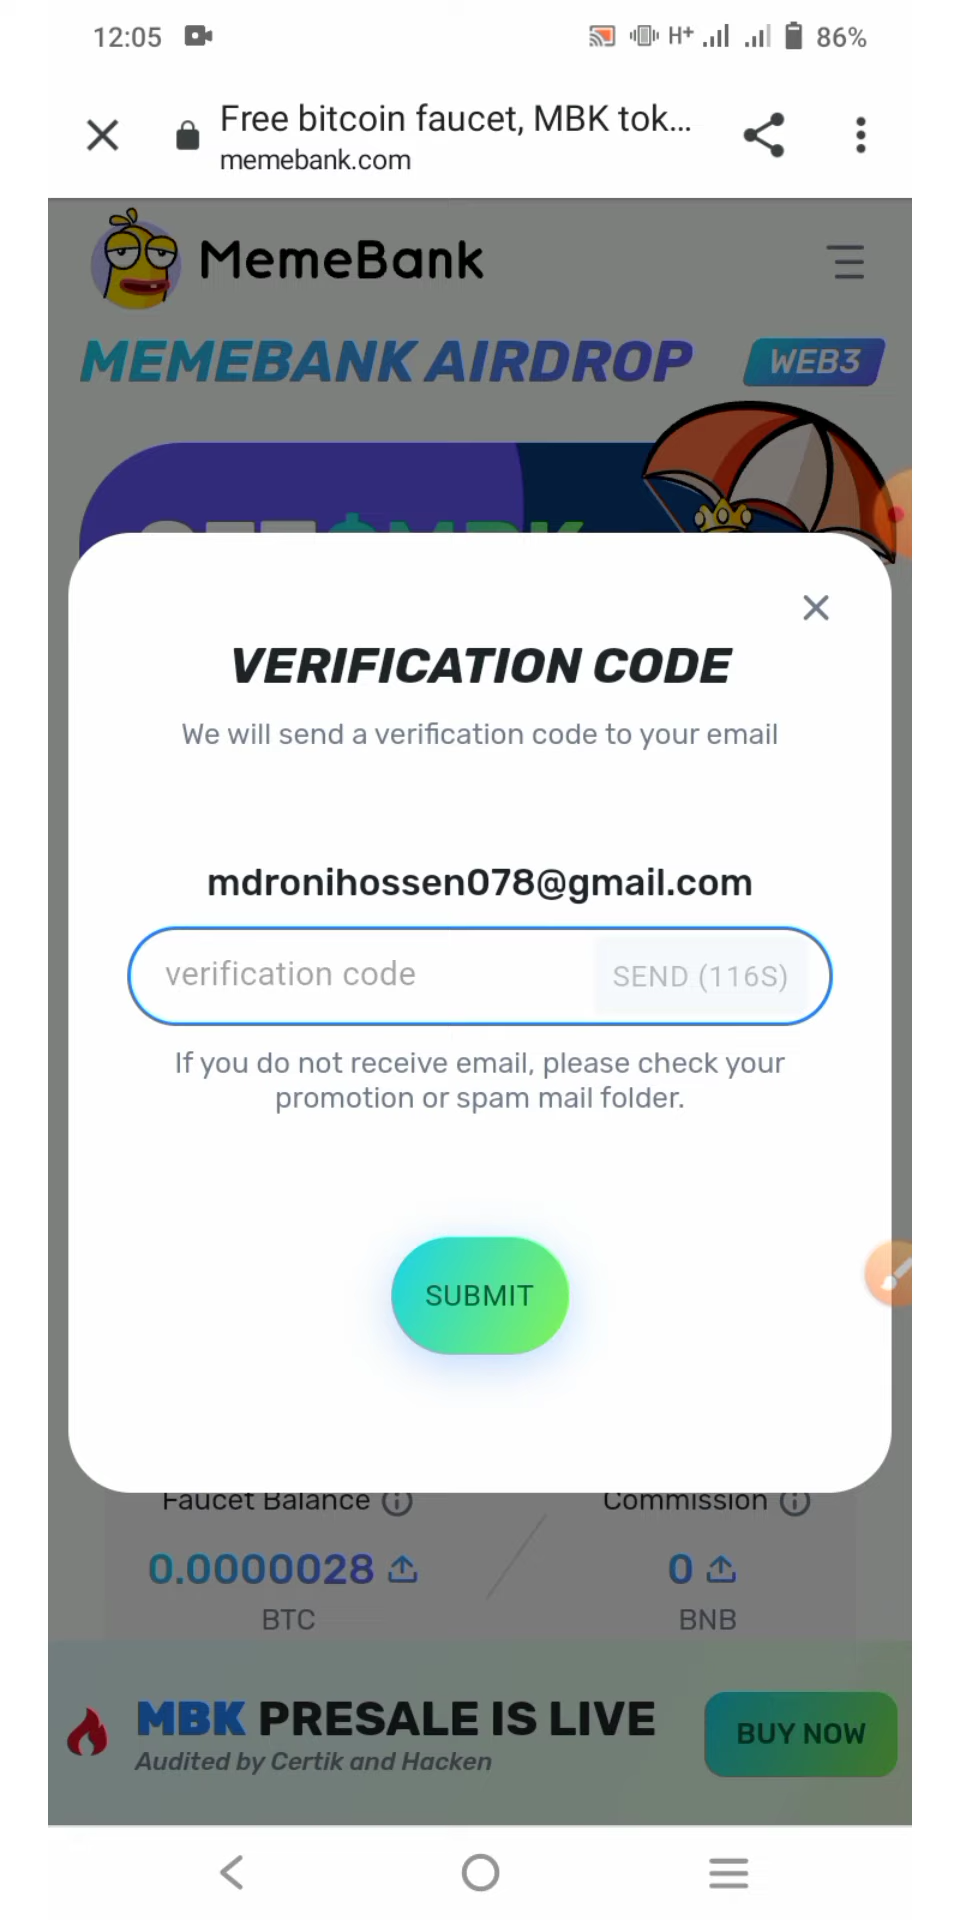 12:05 H+ 86%
Free bitcoin faucet, MBK tok...
memebank.com
MemeBank
MEMEBANK AIRDROP WEB3
VERIFICATION CODE
We will send a verification code to your email
mdronihossen078@gmail.com
verification code SEND (116S)
If you do not receive email, please check your
promotion or spam mail folder.
SUBMIT
Faucet Balance Commission
0.0000028 0
BTC BNB
MBK PRESALE IS LIVE
Audited by Certik and Hacken
BUY NOW